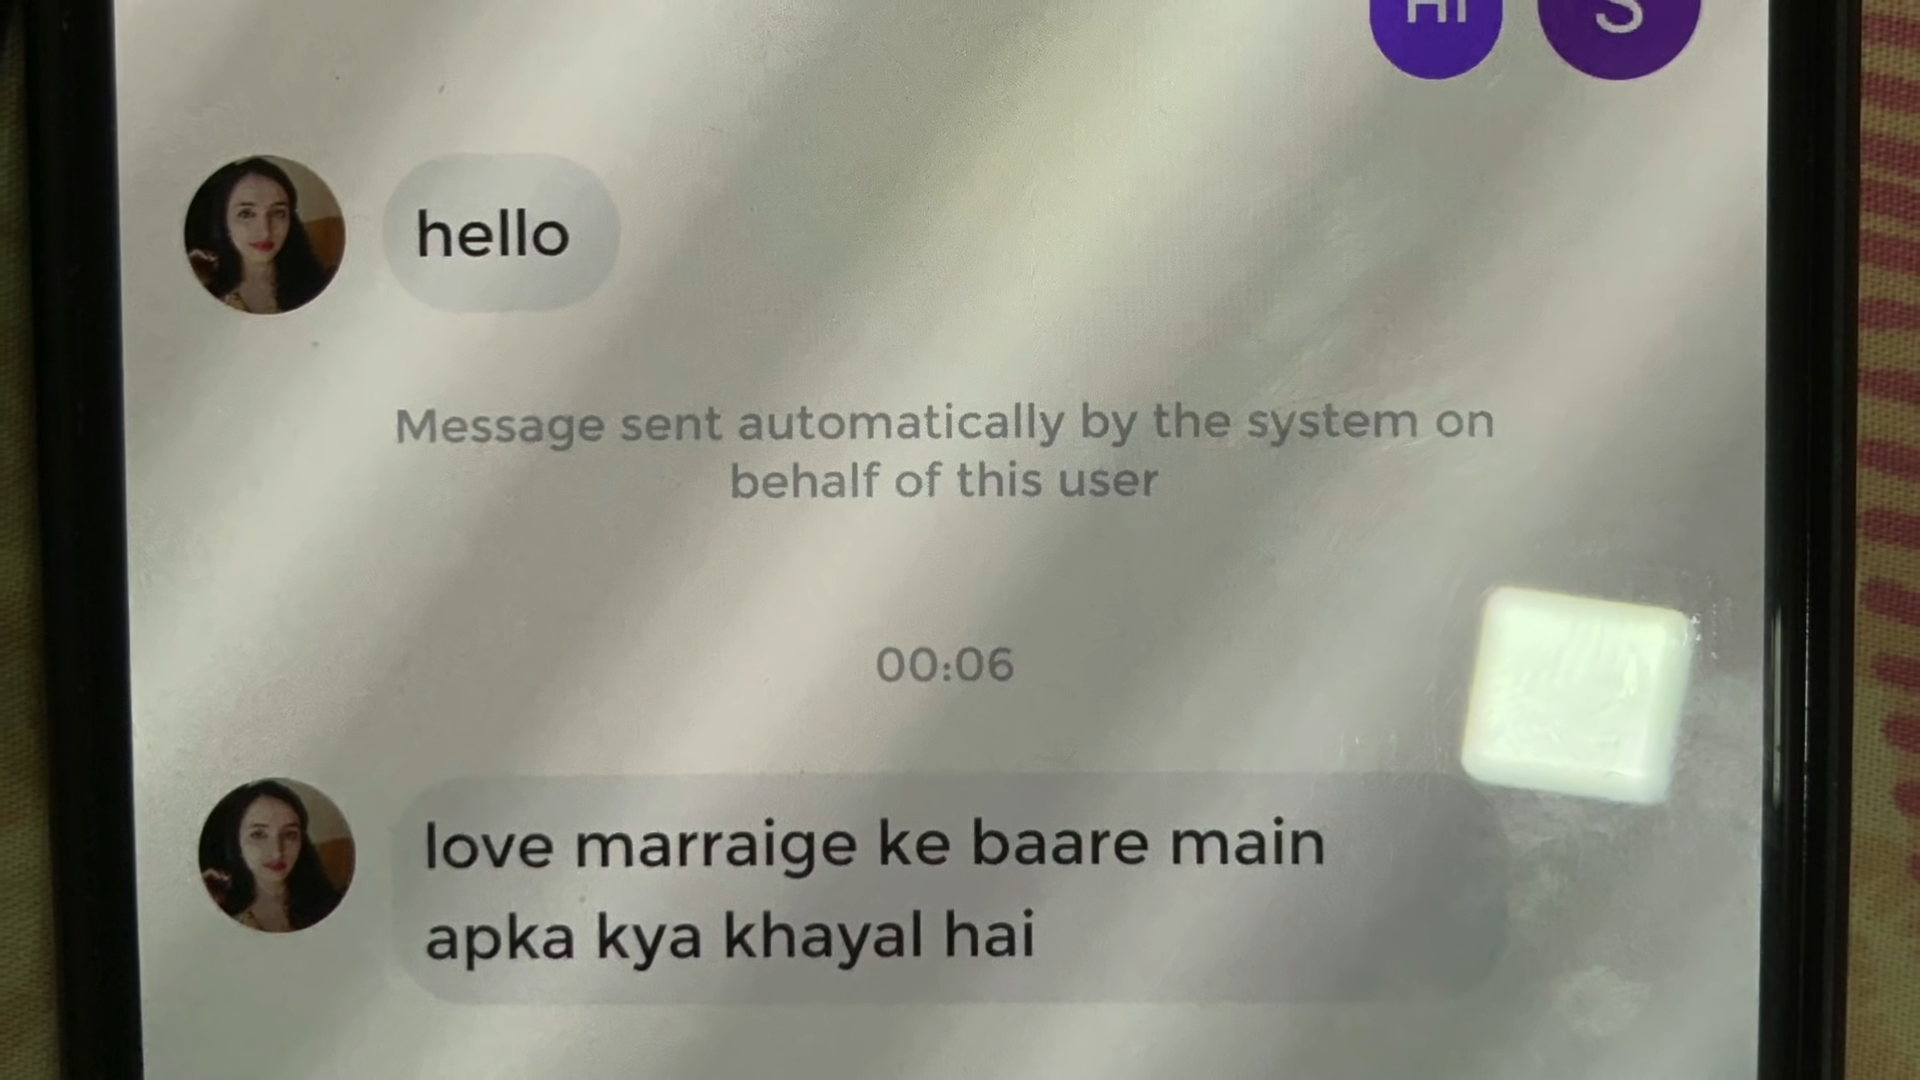 HI
S
hello
Message sent automatically by the system on
behalf of this user
00:06
love marraige ke baare main
apka kya khayal hai